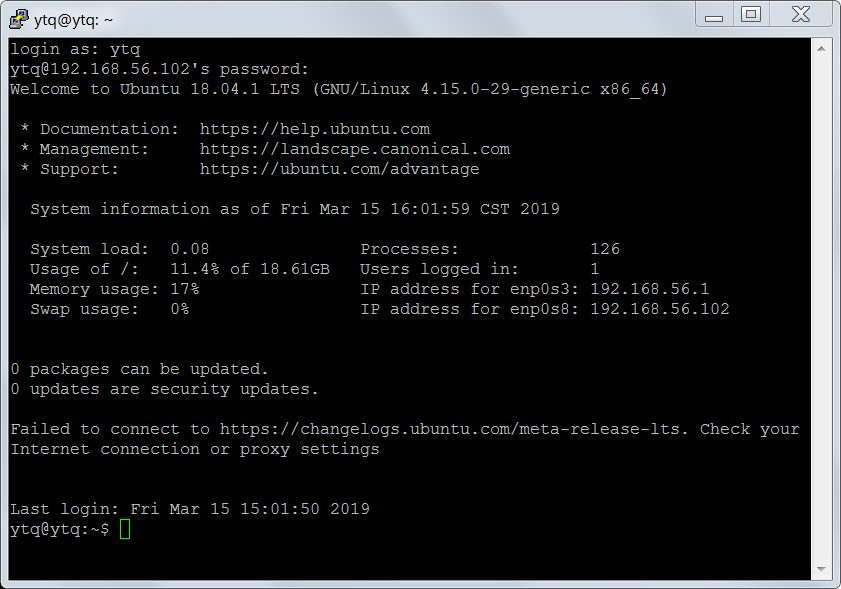 ytq@ytq: ~
login as: ytq
ytq@192.168.56.102's password:
Welcome to Ubuntu 18.04.1 LTS (GNU/Linux 4.15.0-29-generic x86_64)
 * Documentation:  https://help.ubuntu.com
 * Management:     https://landscape.canonical.com
 * Support:        https://ubuntu.com/advantage
  System information as of Fri Mar 15 16:01:59 CST 2019
  System load:  0.08               Processes:             126
  Usage of /:   11.4% of 18.61GB   Users logged in:       1
  Memory usage: 17%                IP address for enp0s3: 192.168.56.1
  Swap usage:   0%                 IP address for enp0s8: 192.168.56.102
0 packages can be updated.
0 updates are security updates.
Failed to connect to https://changelogs.ubuntu.com/meta-release-lts. Check your
Internet connection or proxy settings
Last login: Fri Mar 15 15:01:50 2019
ytq@ytq:~$